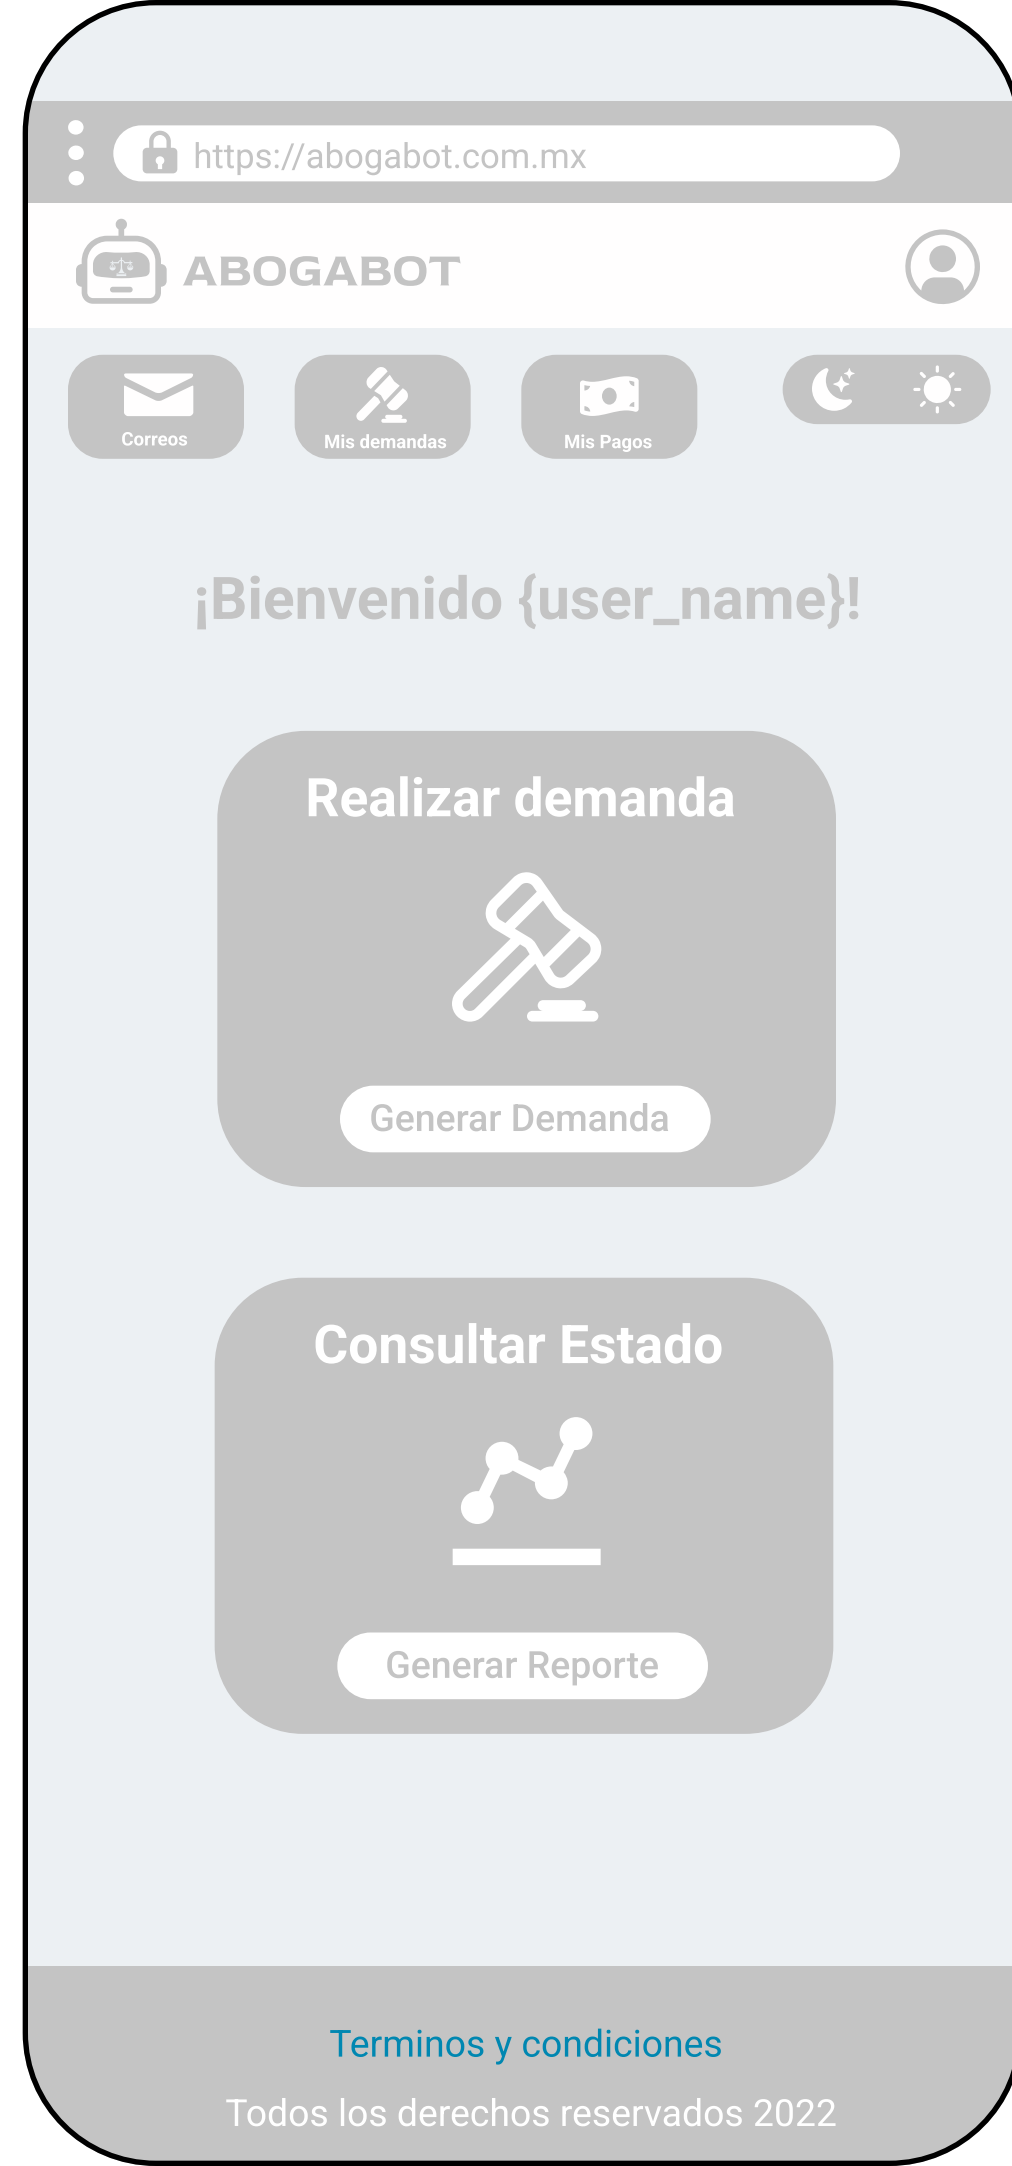 https://abogabot.com.mx
ABOGABOT
Correos
Mis demandas
Mis Pagos
¡Bienvenido {user_name}!
Realizar demanda
Generar Demanda
Consultar Estado
Generar Reporte
Terminos y condiciones
Todos los derechos reservados 2022